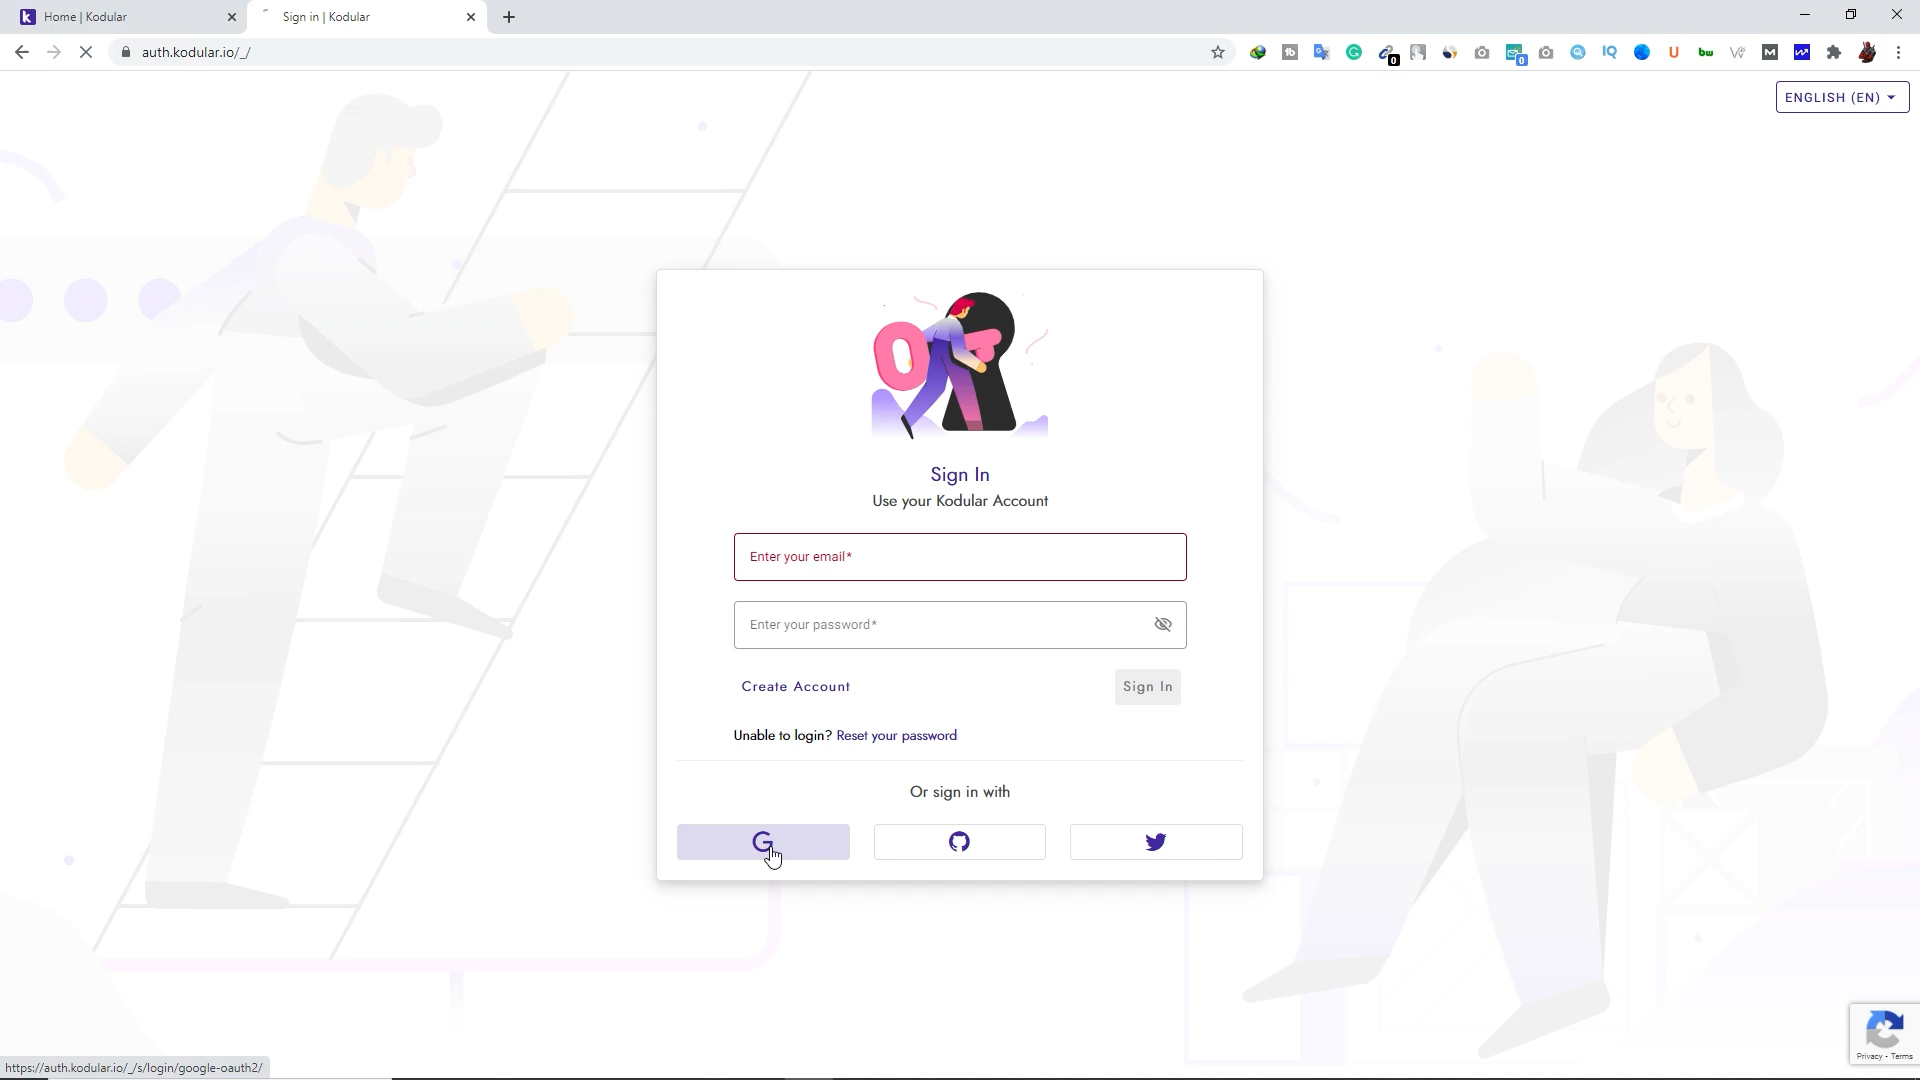 Home | Kodular
Sign in | Kodular
auth.kodular.io/_/
ENGLISH (EN)
Sign In
Use your Kodular Account
Enter your email*
Enter your password*
Create Account
Sign In
Unable to login? Reset your password
Or sign in with
https://auth.kodular.io/_/s/login/google-oauth2/
Privacy - Terms